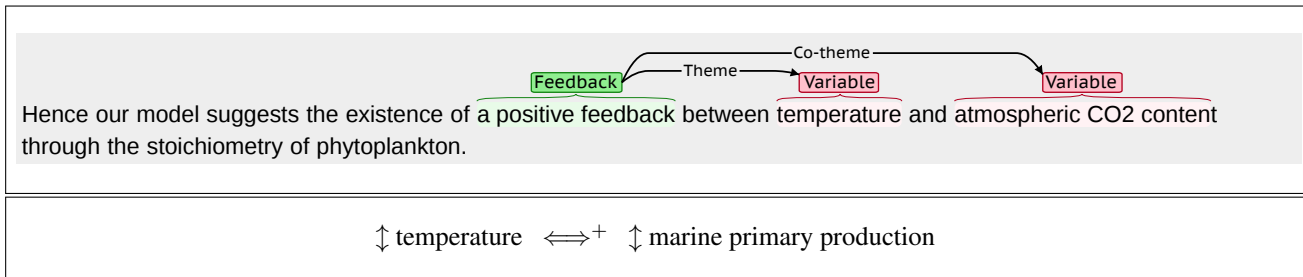 Co-theme
Theme
Feedback Variable Variable
Hence our model suggests the existence of a positive feedback between temperature and atmospheric CO2 content
through the stoichiometry of phytoplankton.
↕ temperature ⟺⁺ ↕ marine primary production